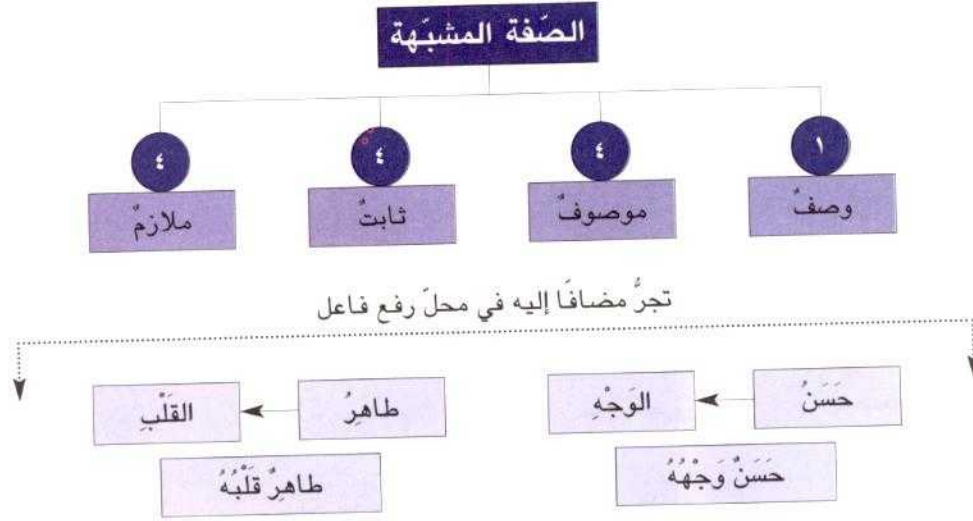 الصّفة المشبّهة
١ ٤ ٤ ٤
وصفٌ موصوفٌ ثابتٌ ملازمٌ
تجرُّ مضافًا إليه في محلّ رفع فاعل
حَسَنُ الوَجْهِ طاهِرُ القَلْبِ
حَسَنٌ وَجْهُهُ طاهِرٌ قَلْبُهُ